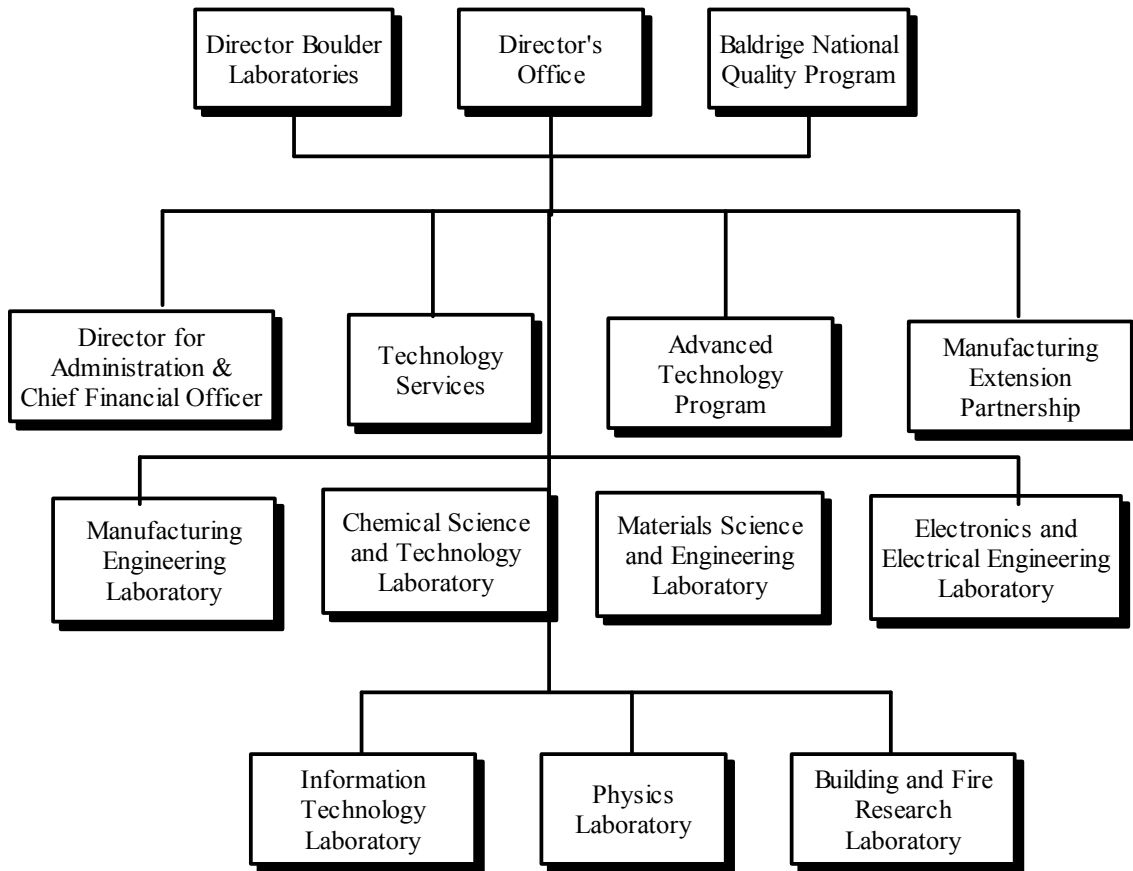 Director Boulder
Laboratories
Director's
Office
Baldrige National
Quality Program
Director for
Administration &
Chief Financial Officer
Technology
Services
Advanced
Technology
Program
Manufacturing
Extension
Partnership
Manufacturing
Engineering
Laboratory
Chemical Science
and Technology
Laboratory
Materials Science
and Engineering
Laboratory
Electronics and
Electrical Engineering
Laboratory
Information
Technology
Laboratory
Physics
Laboratory
Building and Fire
Research
Laboratory